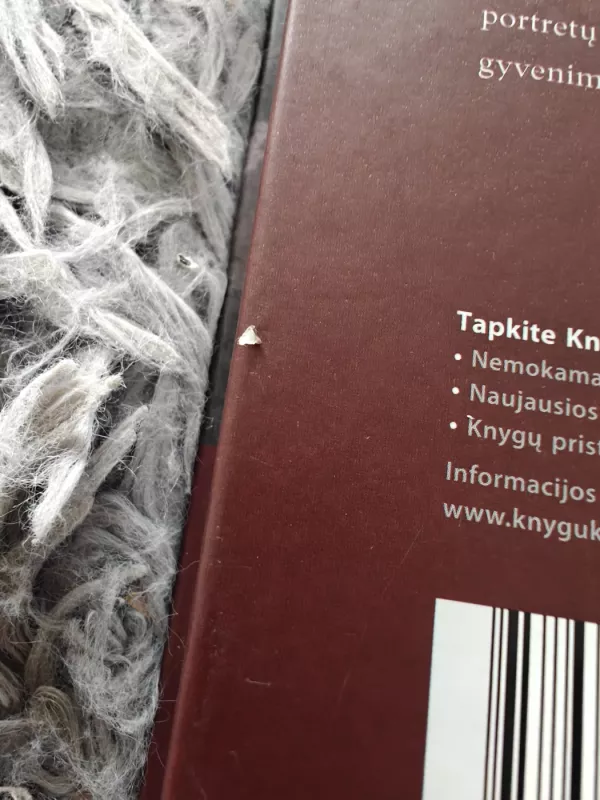 portretų
gyvenim
Tapkite Kn
• Nemokama
• Naujausios
• Knygų prist
Informacijos
www.knyguk